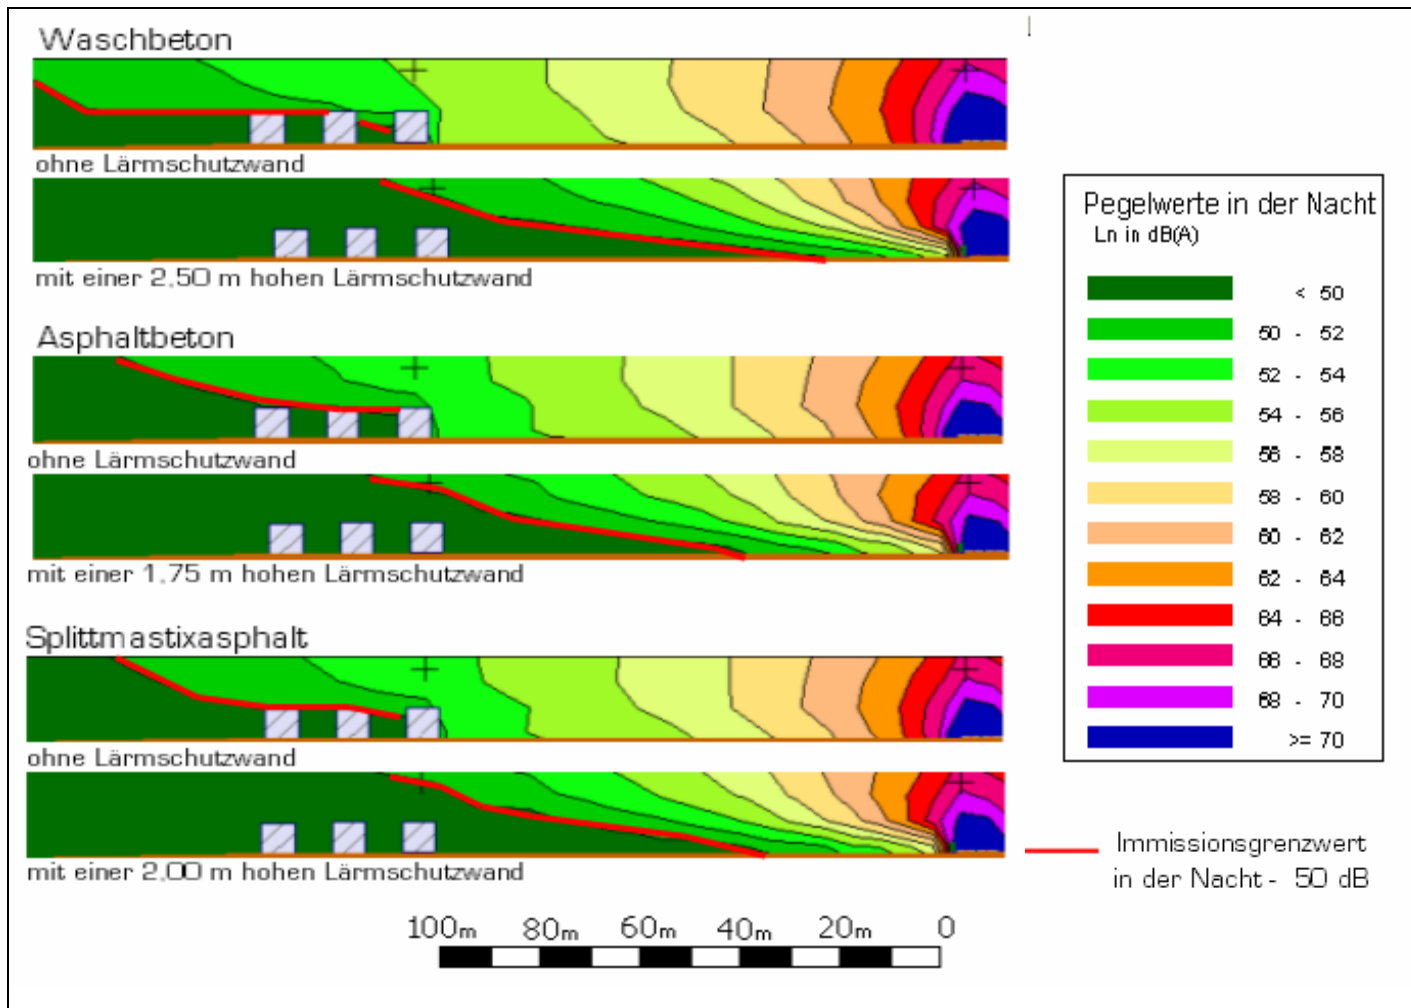 Waschbeton
ohne Lärmschutzwand
mit einer 2,50 m hohen Lärmschutzwand
Asphaltbeton
ohne Lärmschutzwand
mit einer 1,75 m hohen Lärmschutzwand
Splittmastixasphalt
ohne Lärmschutzwand
mit einer 2,00 m hohen Lärmschutzwand
100m 80m 60m 40m 20m 0
Pegelwerte in der Nacht
Ln in dB(A)
< 50
50 - 52
52 - 54
54 - 56
56 - 58
58 - 60
60 - 62
62 - 64
64 - 66
66 - 68
68 - 70
>= 70
Immissionsgrenzwert
in der Nacht - 50 dB